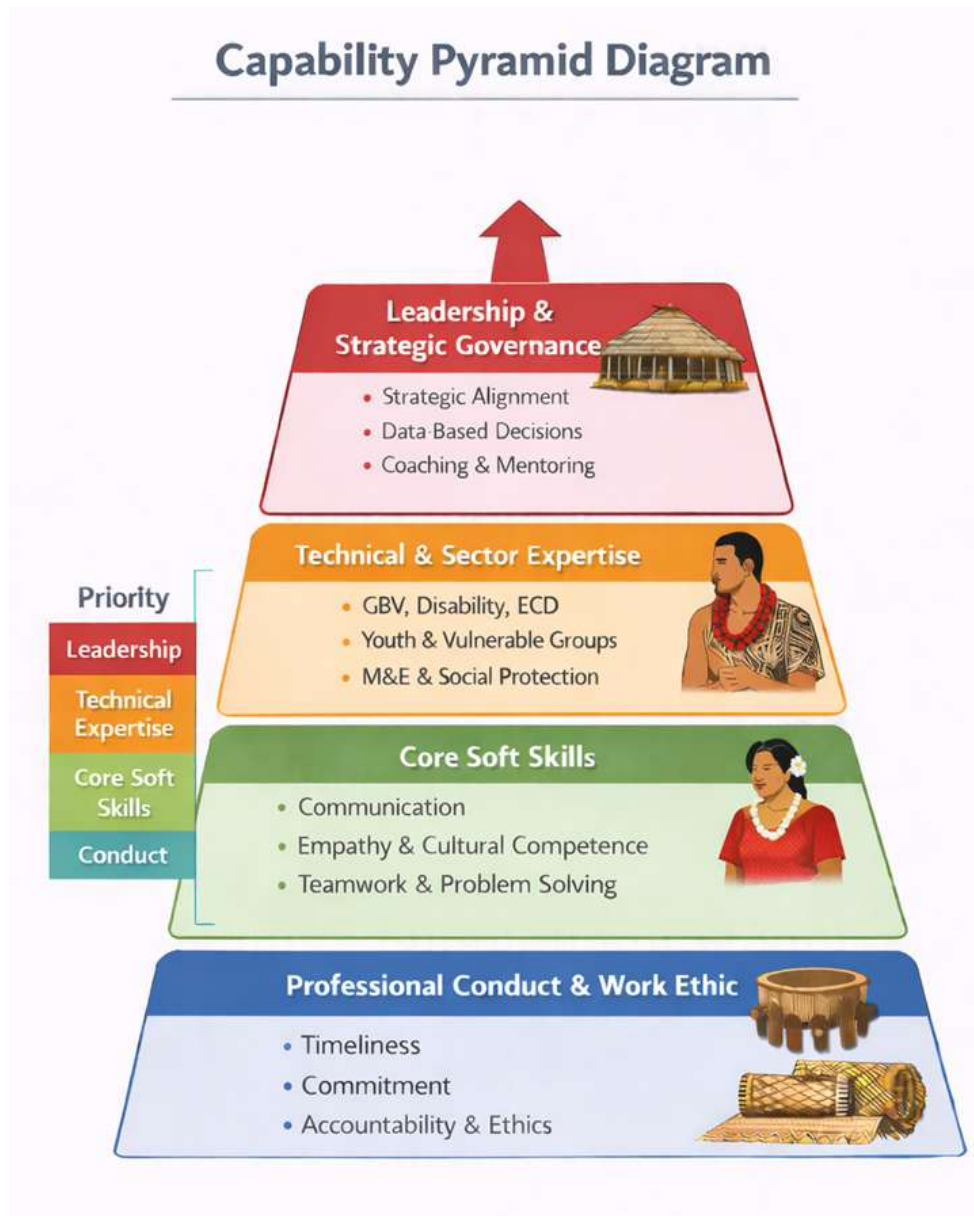 Capability Pyramid Diagram
Leadership &
Strategic Governance
• Strategic Alignment
• Data-Based Decisions
• Coaching & Mentoring
Technical & Sector Expertise
• GBV, Disability, ECD
• Youth & Vulnerable Groups
• M&E & Social Protection
Priority
Leadership
Technical
Expertise
Core Soft
Skills
Conduct
Core Soft Skills
• Communication
• Empathy & Cultural Competence
• Teamwork & Problem Solving
Professional Conduct & Work Ethic
• Timeliness
• Commitment
• Accountability & Ethics